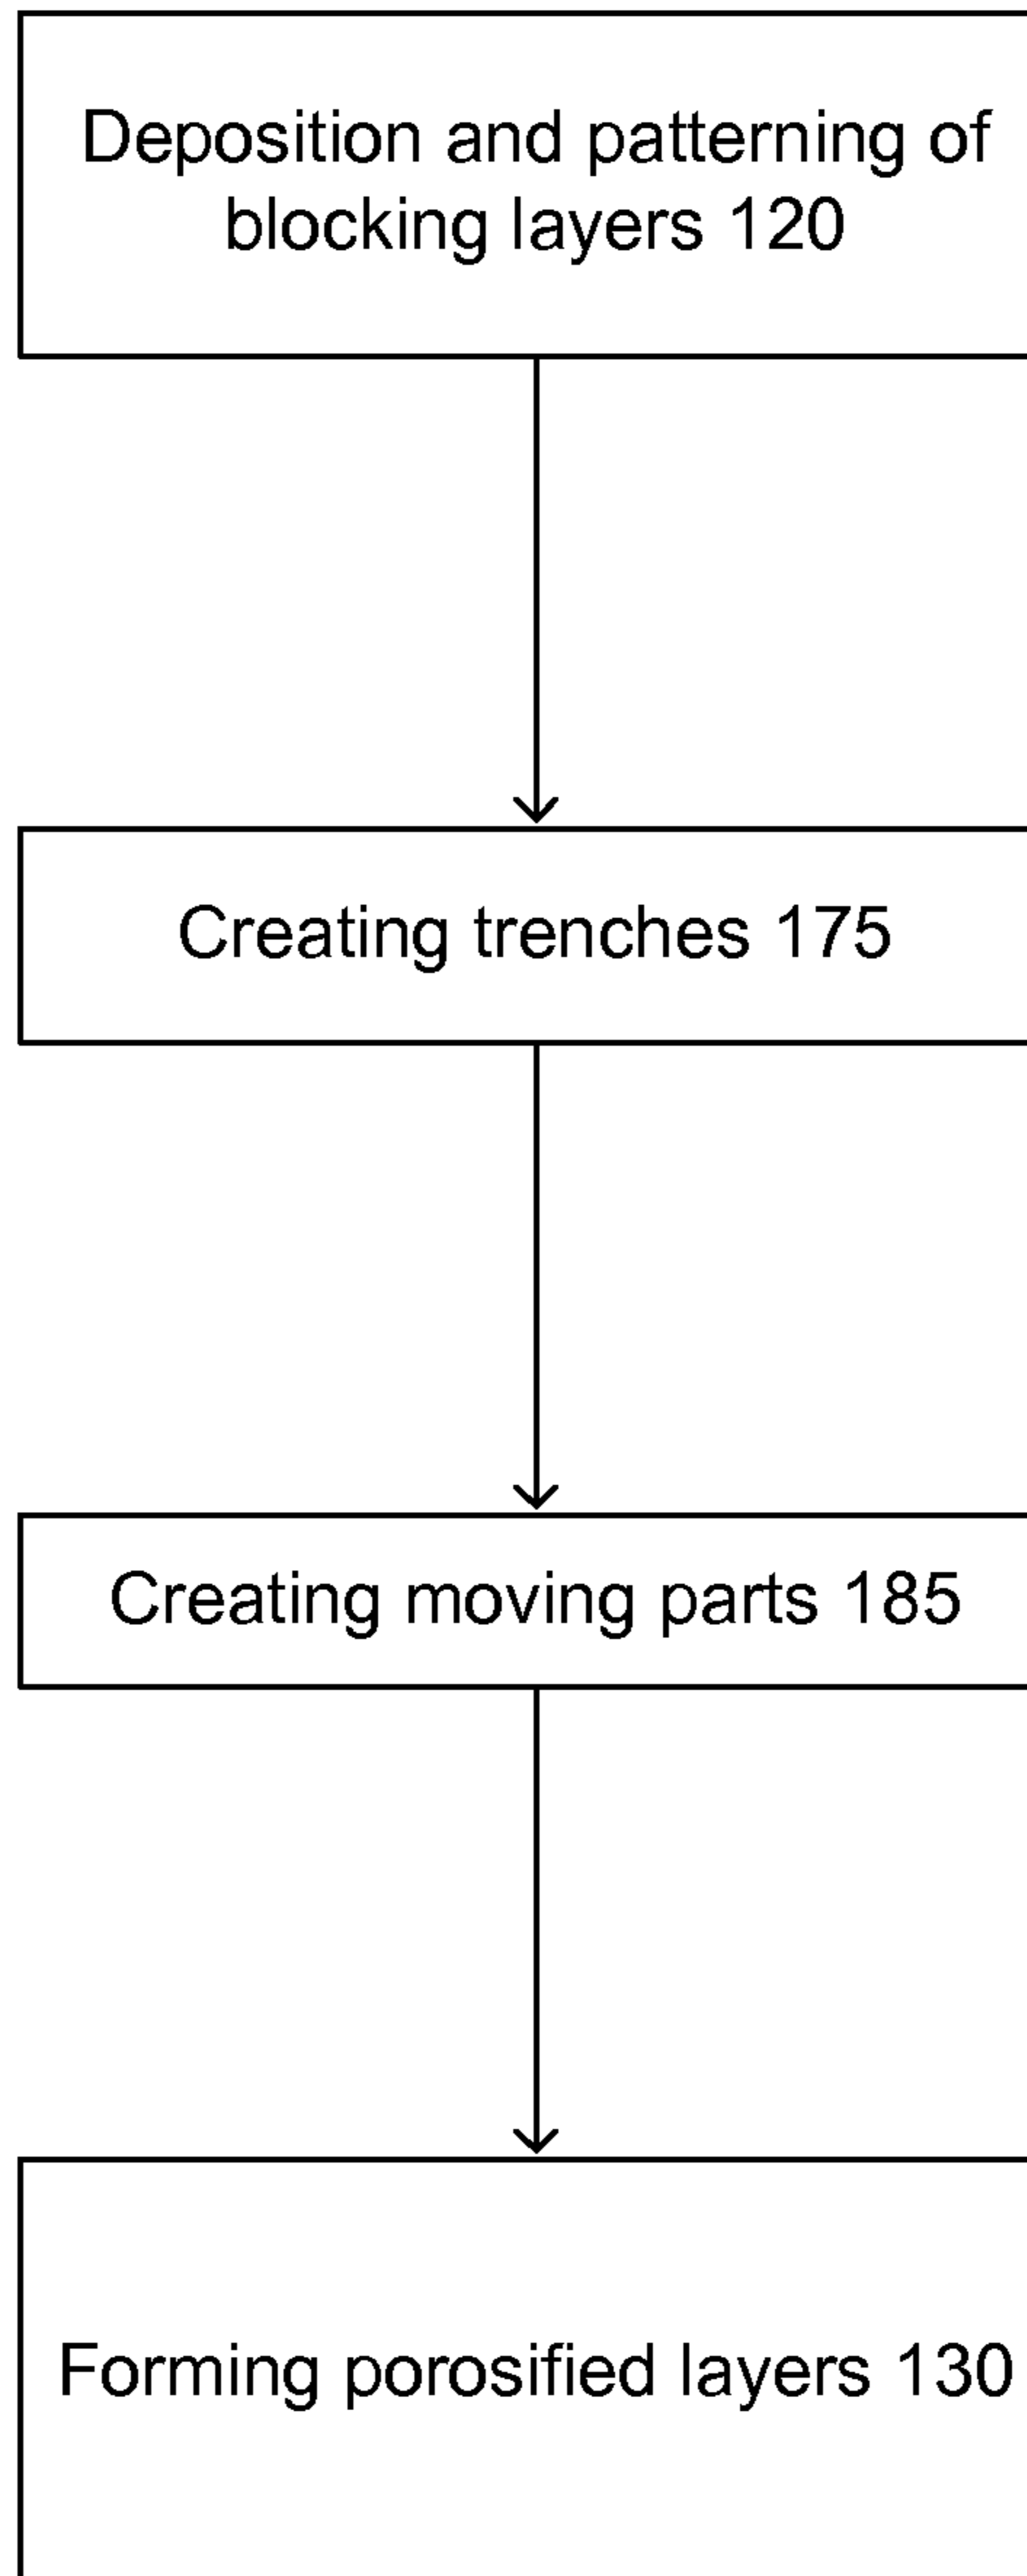 Deposition and patterning of
blocking layers 120
Creating trenches 175
Creating moving parts 185
Forming porosified layers 130